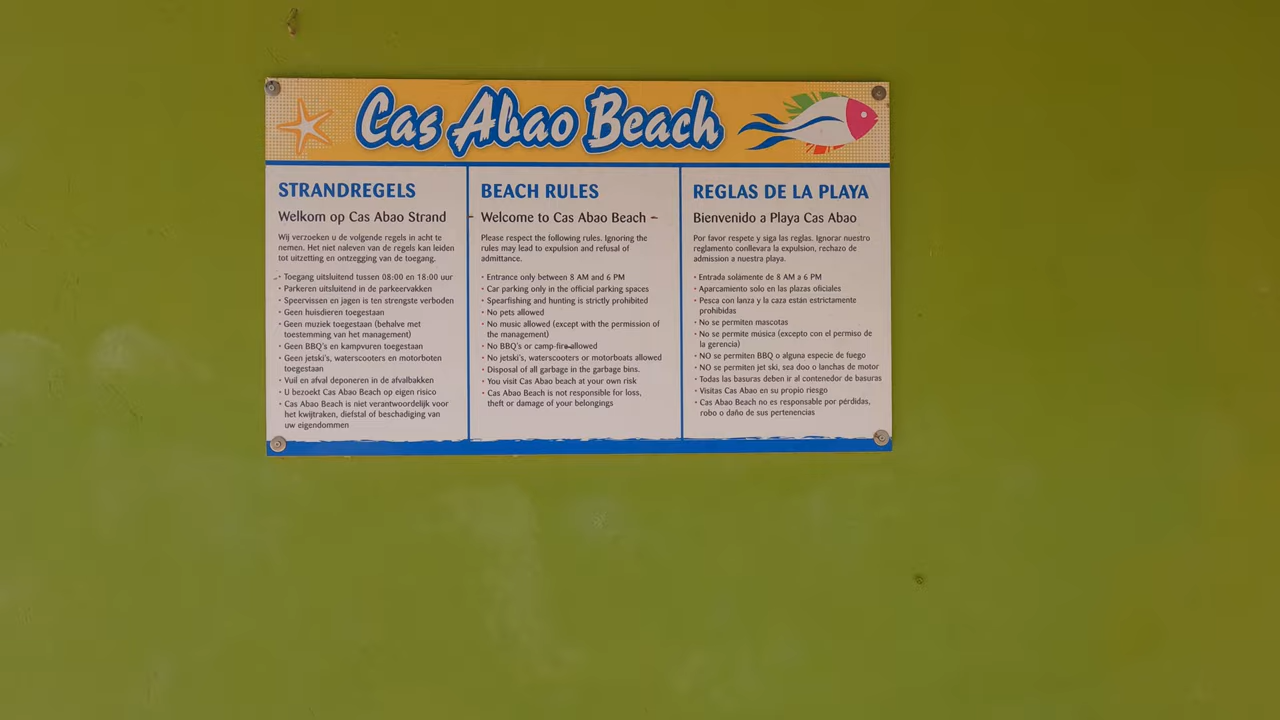 Cas Abao Beach
STRANDREGELS
Welkom op Cas Abao Strand
Wij verzoeken u de volgende regels in acht te
nemen. Het niet naleven van de regels kan leiden
tot uitzetting en ontzegging van de toegang.
• Toegang uitsluitend tussen 08:00 en 18:00 uur
• Parkeren uitsluitend in de parkeervakken
• Speervissen en jagen is ten strengste verboden
• Geen huisdieren toegestaan
• Geen muziek toegestaan (behalve met
toestemming van het management)
• Geen BBQ's en kampvuren toegestaan
• Geen jetski's, waterscooters en motorboten
toegestaan
• Vuil en afval deponeren in de afvalbakken
• U bezoekt Cas Abao Beach op eigen risico
• Cas Abao Beach is niet verantwoordelijk voor
het kwijtraken, diefstal of beschadiging van
uw eigendommen
BEACH RULES
Welcome to Cas Abao Beach
Please respect the following rules. Ignoring the
rules may lead to expulsion and refusal of
admittance.
• Entrance only between 8 AM and 6 PM
• Car parking only in the official parking spaces
• Spearfishing and hunting is strictly prohibited
• No pets allowed
• No music allowed (except with the permission of
the management)
• No BBQ's or camp-fire allowed
• No jetski's, waterscooters or motorboats allowed
• Disposal of all garbage in the garbage bins.
• You visit Cas Abao beach at your own risk
• Cas Abao Beach is not responsible for loss,
theft or damage of your belongings
REGLAS DE LA PLAYA
Bienvenido a Playa Cas Abao
Por favor respete y siga las reglas. Ignorar nuestro
reglamento conllevara la expulsion, rechazo de
admission a nuestra playa.
• Entrada solamente de 8 AM a 6 PM
• Aparcamiento solo en las plazas oficiales
• Pesca con lanza y la caza están estrictamente
prohibidas
• No se permiten mascotas
• No se permite música (excepto con el permiso de
la gerencia)
• NO se permiten BBQ o alguna especie de fuego
• NO se permiten jet ski, sea doo o lanchas de motor
• Todas las basuras deben ir al contenedor de basuras
• Visitas Cas Abao en su propio riesgo
• Cas Abao Beach no es responsable por pérdidas,
robo o daño de sus pertenencias